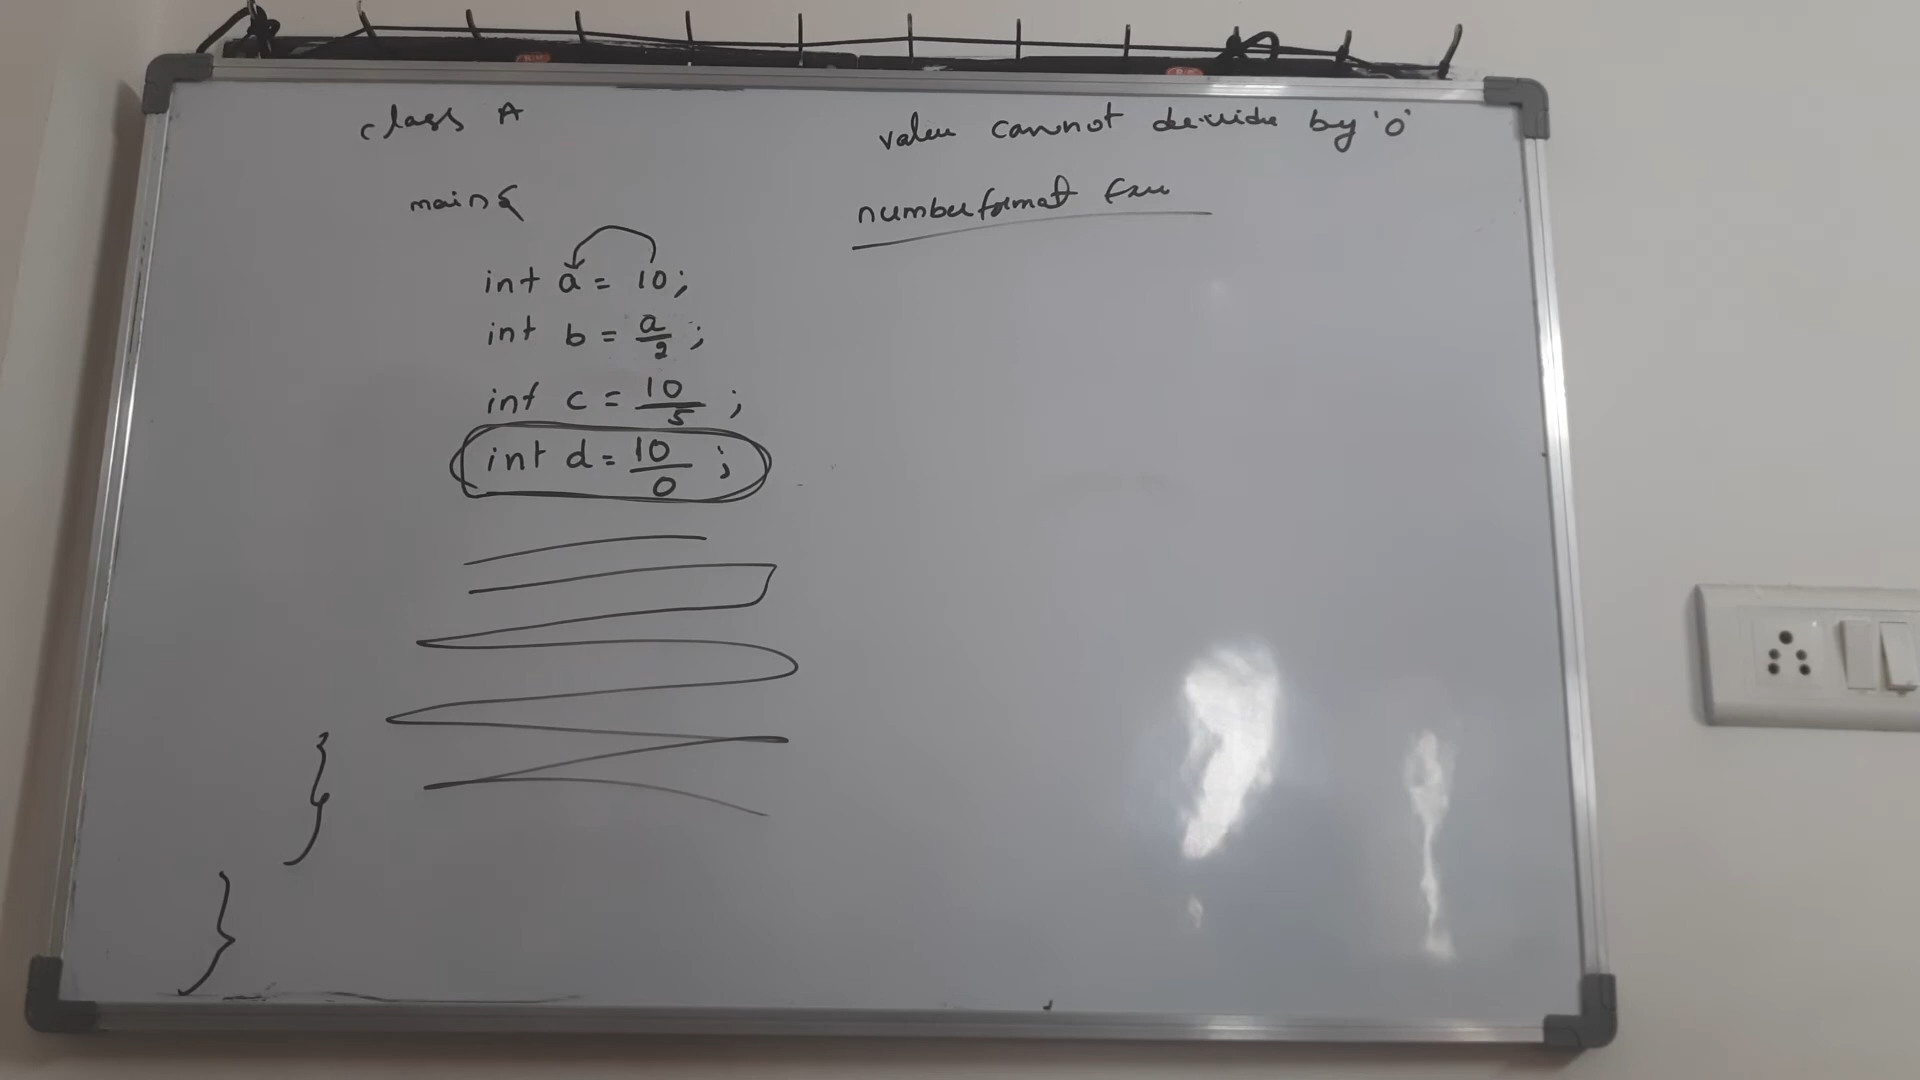 class A
main{
int a = 10;
int b = a/2;
int c = 10/5;
int d = 10/0;
}
}
value cannot devide by '0'
numberformat